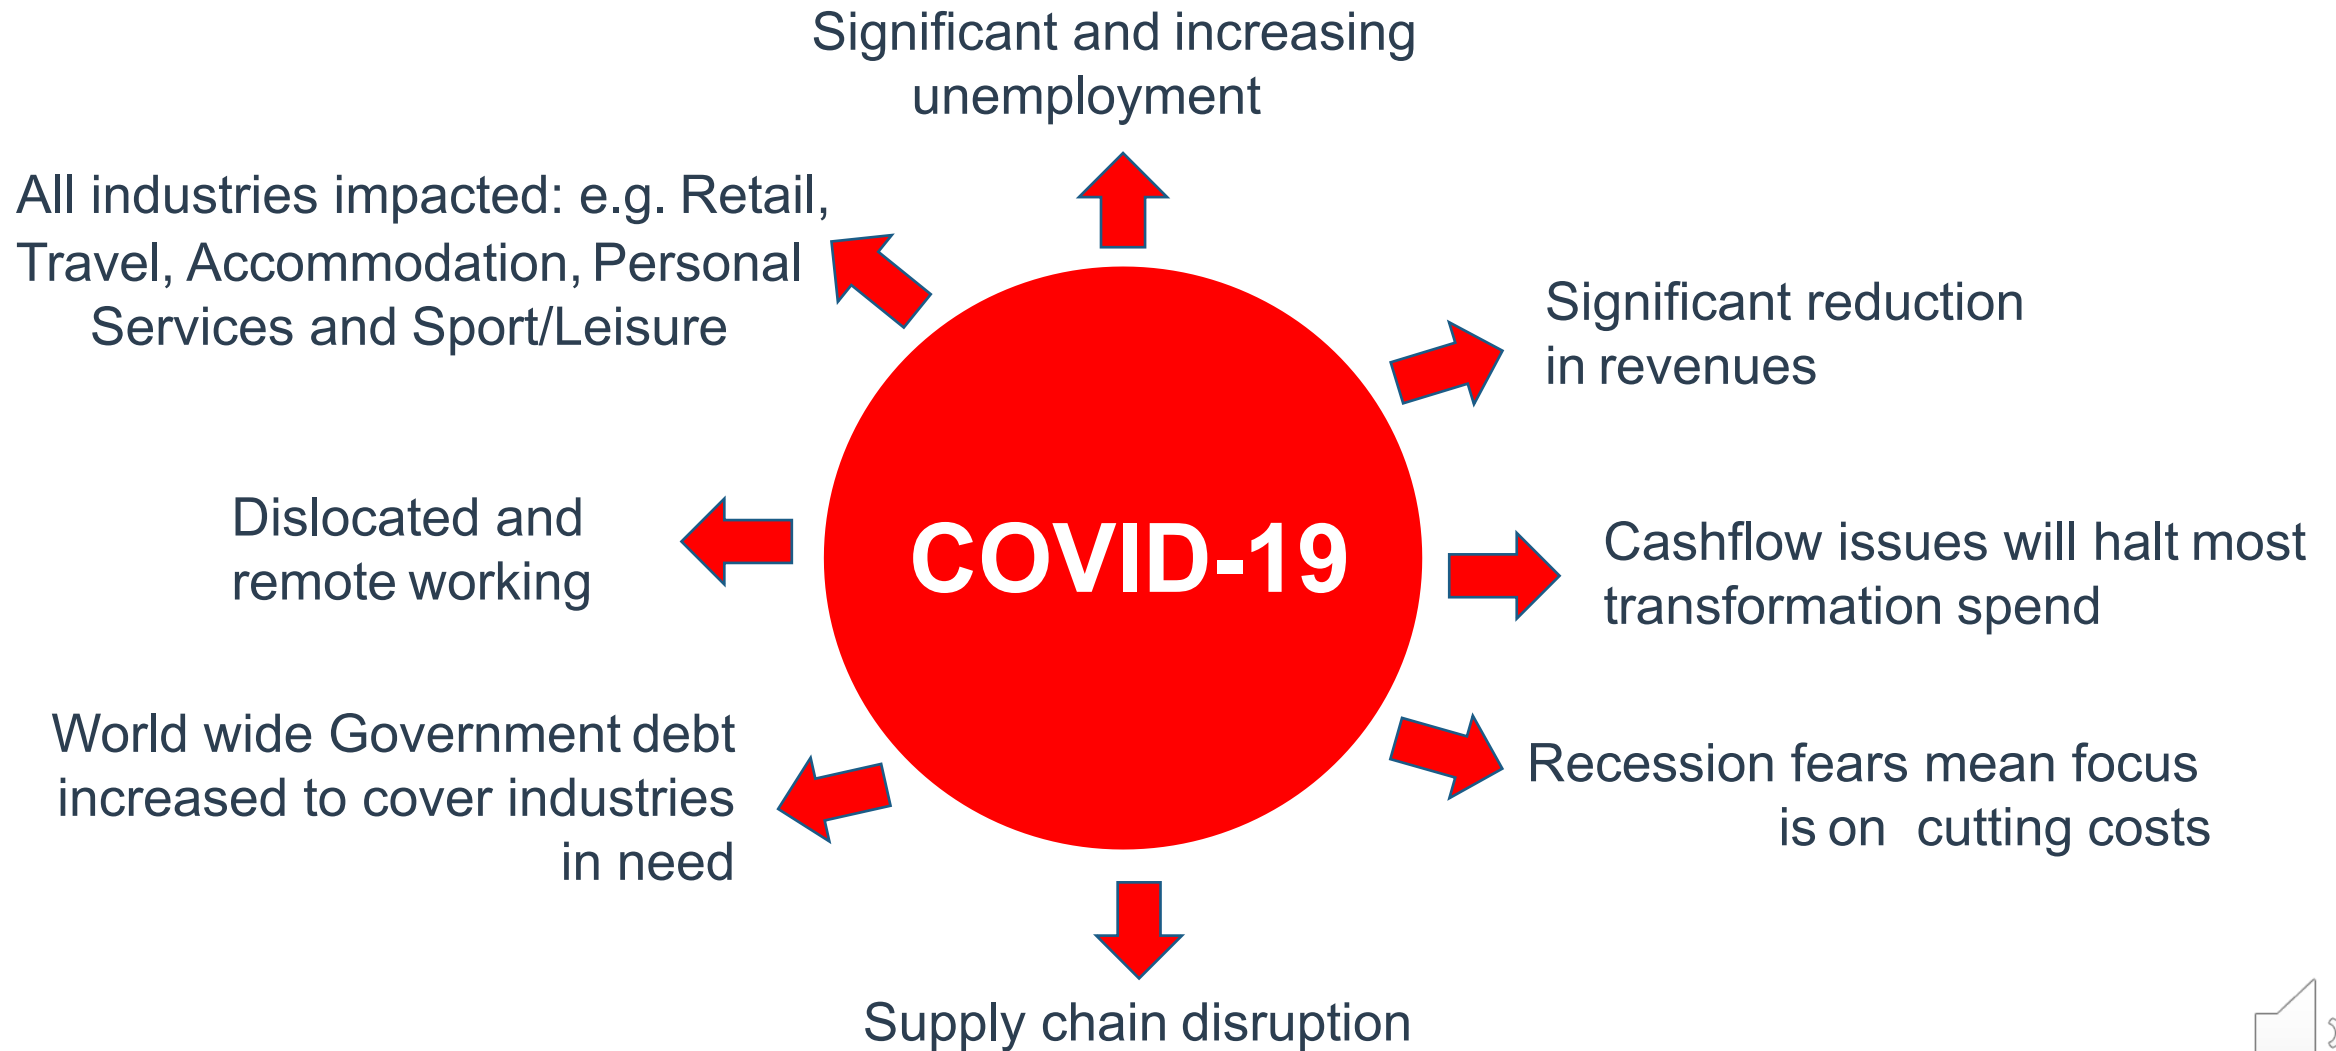 Significant and increasing
unemployment
All industries impacted: e.g. Retail,
Travel, Accommodation, Personal
Services and Sport/Leisure
Significant reduction
in revenues
Dislocated and
remote working
COVID-19
Cashflow issues will halt most
transformation spend
World wide Government debt
increased to cover industries
in need
Recession fears mean focus
is on cutting costs
Supply chain disruption